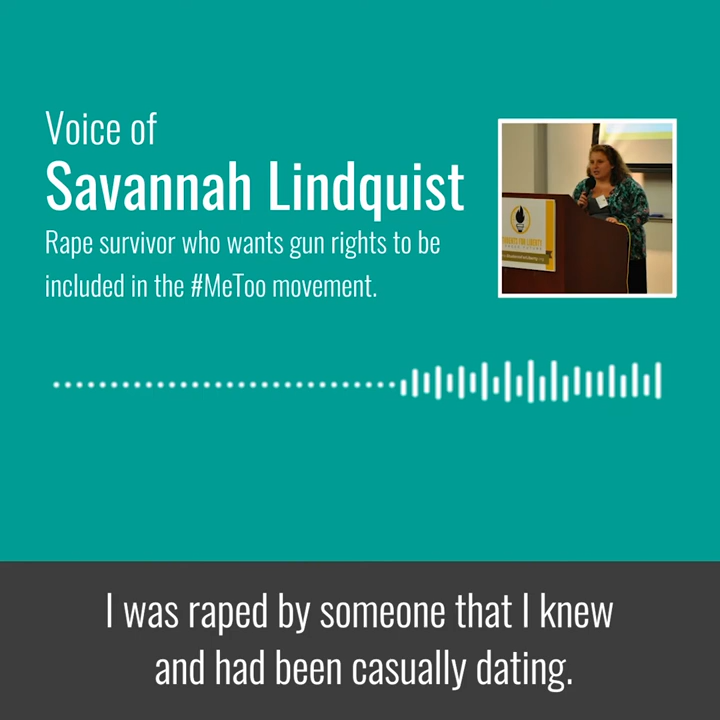 Voice of
Savannah Lindquist
Rape survivor who wants gun rights to be
included in the #MeToo movement.
I was raped by someone that I knew
and had been casually dating.